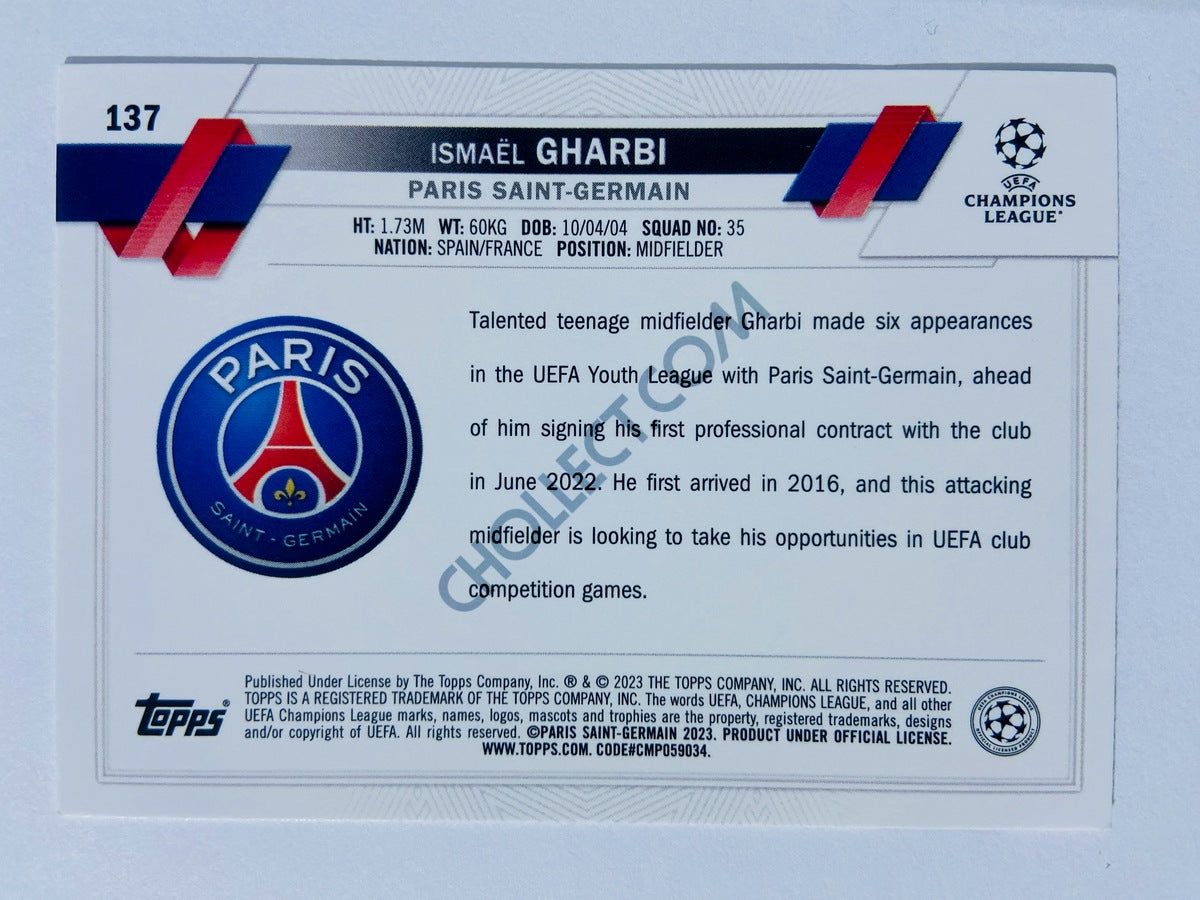 137
ISMAËL GHARBI
PARIS SAINT-GERMAIN
HT: 1.73M WT: 60KG DOB: 10/04/04 SQUAD NO: 35
NATION: SPAIN/FRANCE POSITION: MIDFIELDER
UEFA
CHAMPIONS
LEAGUE®
PARIS
SAINT-GERMAIN
Talented teenage midfielder Gharbi made six appearances
in the UEFA Youth League with Paris Saint-Germain, ahead
of him signing his first professional contract with the club
in June 2022. He first arrived in 2016, and this attacking
midfielder is looking to take his opportunities in UEFA club
competition games.
CHOLLECT.COM
Topps®
Published Under License by The Topps Company, Inc. ® & © 2023 THE TOPPS COMPANY, INC. ALL RIGHTS RESERVED.
TOPPS IS A REGISTERED TRADEMARK OF THE TOPPS COMPANY, INC. The words UEFA, CHAMPIONS LEAGUE, and all other
UEFA Champions League marks, names, logos, mascots and trophies are the property, registered trademarks, designs
and/or copyright of UEFA. All rights reserved. ©PARIS SAINT-GERMAIN 2023. PRODUCT UNDER OFFICIAL LICENSE.
WWW.TOPPS.COM. CODE#CMP059034.